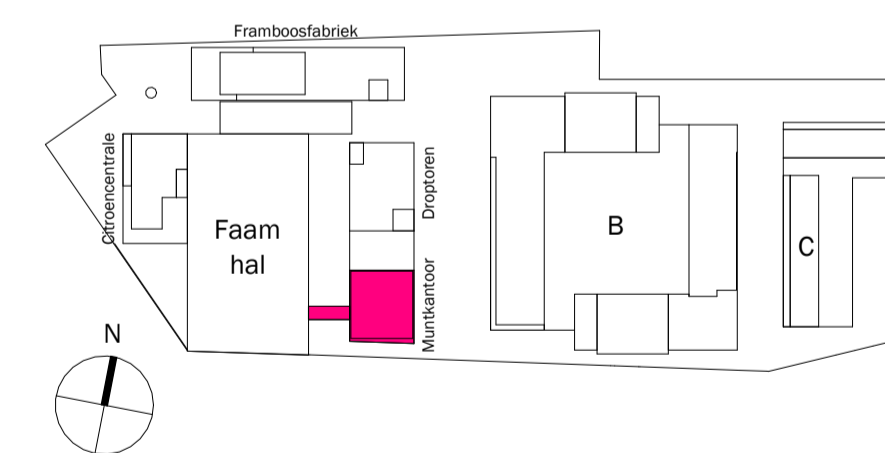 Framboosfabriek
Citroencentrale
Faam
hal
Droptoren
Muntkantoor
B
C
N